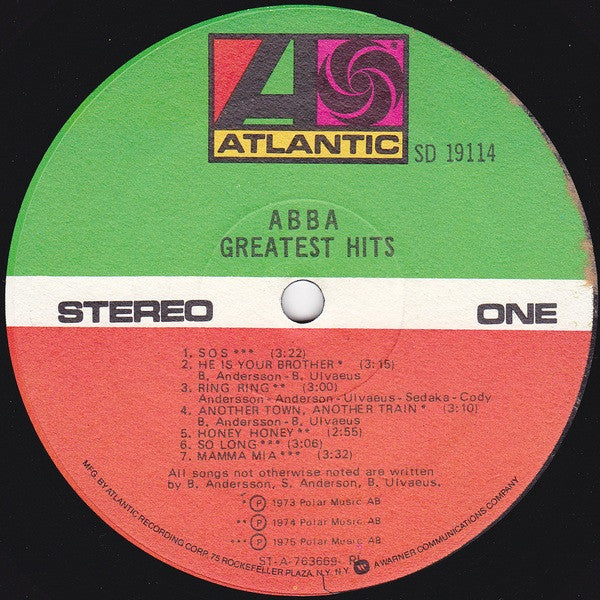 ATLANTIC
SD 19114
ABBA
GREATEST HITS
STEREO ONE
1. SOS *** (3:22)
2. HE IS YOUR BROTHER * (3:15)
B. Andersson - B. Ulvaeus
3. RING RING ** (3:00)
Andersson - Anderson - Ulvaeus - Sedaka - Cody
4. ANOTHER TOWN, ANOTHER TRAIN * (3:10)
B. Andersson - B. Ulvaeus
5. HONEY HONEY ** (2:55)
6. SO LONG *** (3:06)
7. MAMMA MIA *** (3:32)
All songs not otherwise noted are written
by B. Andersson, S. Anderson, B. Ulvaeus.
* Ⓟ 1973 Polar Music AB
** Ⓟ 1974 Polar Music AB
*** Ⓟ 1975 Polar Music AB
ST-A-763669- RI
MFG. BY ATLANTIC RECORDING CORP., 75 ROCKEFELLER PLAZA, N.Y. N.Y. A WARNER COMMUNICATIONS COMPANY